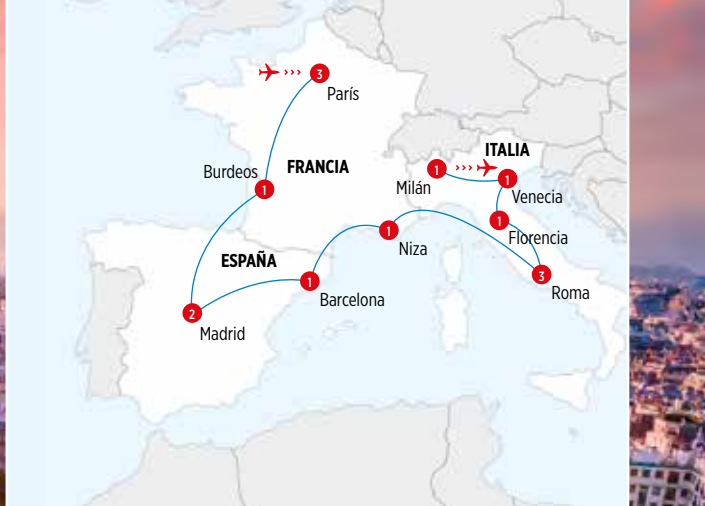 3
París
ITALIA
Burdeos
FRANCIA
1
1
Milán
1
Venecia
1
Florencia
1
Niza
ESPAÑA
1
Barcelona
3
Roma
2
Madrid